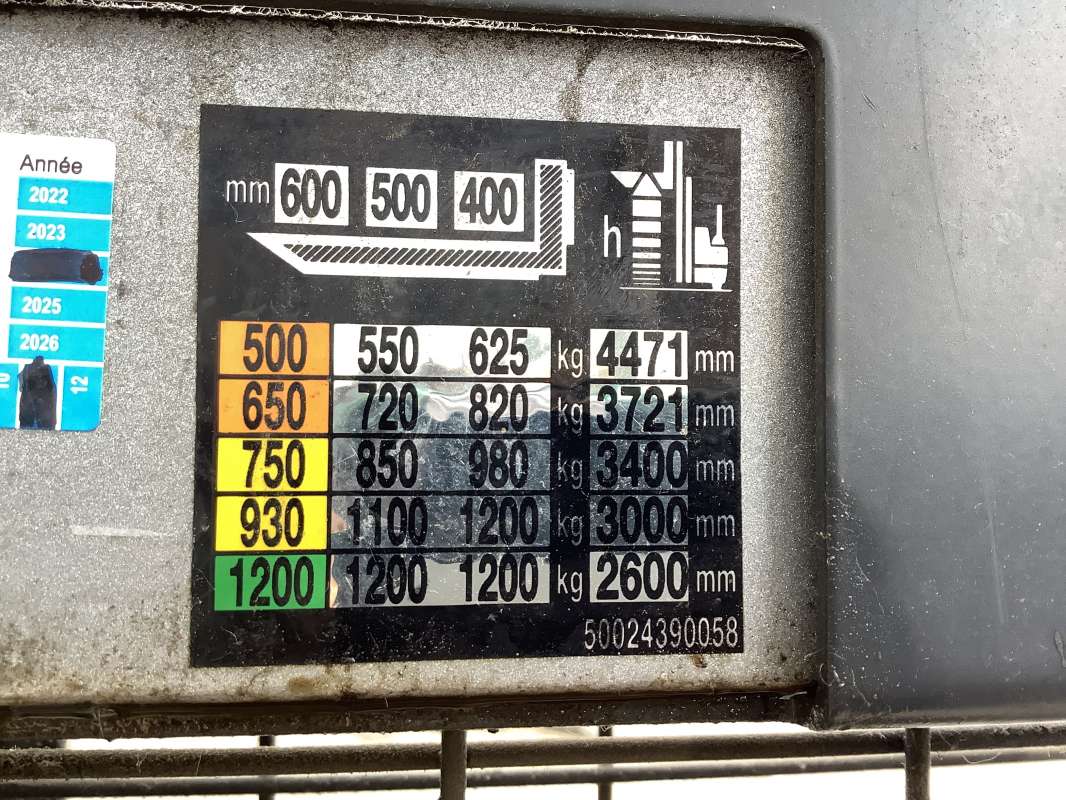 Année
2022
2023
2025
2026
10 12
mm 600 500 400
h
500 550 625 kg 4471 mm
650 720 820 kg 3721 mm
750 850 980 kg 3400 mm
930 1100 1200 kg 3000 mm
1200 1200 1200 kg 2600 mm
50024390058